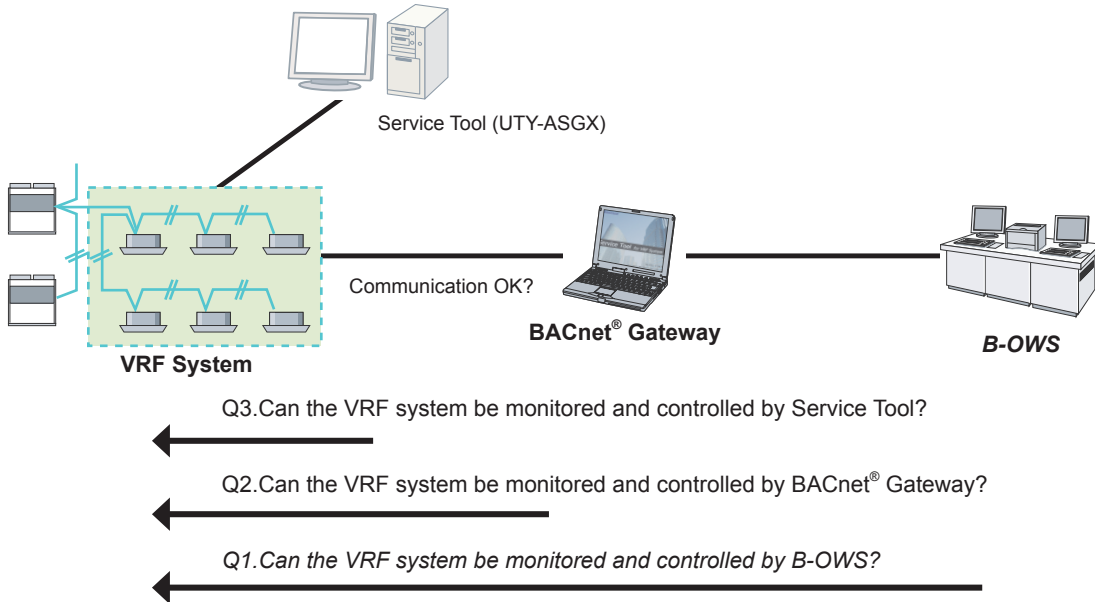 Service Tool (UTY-ASGX)
Communication OK?
BACnet® Gateway
B-OWS
VRF System
Q3.Can the VRF system be monitored and controlled by Service Tool?
Q2.Can the VRF system be monitored and controlled by BACnet® Gateway?
Q1.Can the VRF system be monitored and controlled by B-OWS?